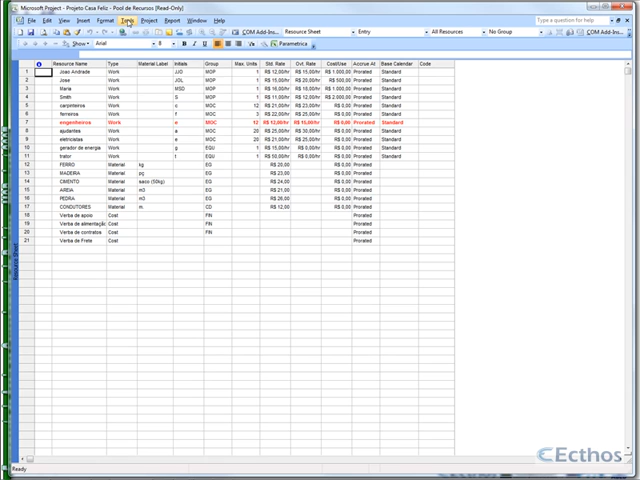 Microsoft Project - Projeto Casa Feliz - Pool de Recursos [Read-Only]
File Edit View Insert Format Tools Project Report Window Help
Type a question for help
COM Add-Ins... Resource Sheet Entry All Resources No Group COM Add-Ins...
Show Arial 8 B I U Parametrica
Resource Name Type Material Label Initials Group Max. Units Std. Rate Ovt. Rate Cost/Use Accrue At Base Calendar Code
1 Joao Andrade Work JJO MOP 1 R$ 12,00/hr R$ 15,00/hr R$ 1.000,00 Prorated Standard
2 Jose Work JOL MOP 1 R$ 15,00/hr R$ 20,00/hr R$ 500,00 Prorated Standard
3 Maria Work MSD MOP 1 R$ 16,00/hr R$ 18,00/hr R$ 1.000,00 Prorated Standard
4 Smith Work S MOP 1 R$ 11,00/hr R$ 12,00/hr R$ 2.000,00 Prorated Standard
5 carpinteiros Work c MOC 12 R$ 21,00/hr R$ 23,00/hr R$ 0,00 Prorated Standard
6 ferreiros Work f MOC 3 R$ 22,00/hr R$ 25,00/hr R$ 0,00 Prorated Standard
7 engenheiros Work e MOC 12 R$ 12,00/hr R$ 15,00/hr R$ 0,00 Prorated Standard
8 ajudantes Work a MOC 20 R$ 25,00/hr R$ 30,00/hr R$ 0,00 Prorated Standard
9 eletricistas Work e MOC 20 R$ 21,00/hr R$ 25,00/hr R$ 0,00 Prorated Standard
10 gerador de energia Work g EQU 1 R$ 15,00/hr R$ 0,00/hr R$ 0,00 Prorated Standard
11 trator Work t EQU 1 R$ 50,00/hr R$ 0,00/hr R$ 0,00 Prorated Standard
12 FERRO Material kg EG R$ 20,00 R$ 0,00 Prorated
13 MADEIRA Material pg EG R$ 23,00 R$ 0,00 Prorated
14 CIMENTO Material saco (50kg) EG R$ 24,00 R$ 0,00 Prorated
15 AREIA Material m3 EG R$ 21,00 R$ 0,00 Prorated
16 PEDRA Material m3 EG R$ 26,00 R$ 0,00 Prorated
17 CONDUTORES Material m. CD R$ 12,00 R$ 0,00 Prorated
18 Verba de apoio Cost FIN Prorated
19 Verba de alimentação Cost FIN Prorated
20 Verba de contratos Cost FIN Prorated
21 Verba de Frete Cost Prorated
Resource Sheet
Ready
Ecthos